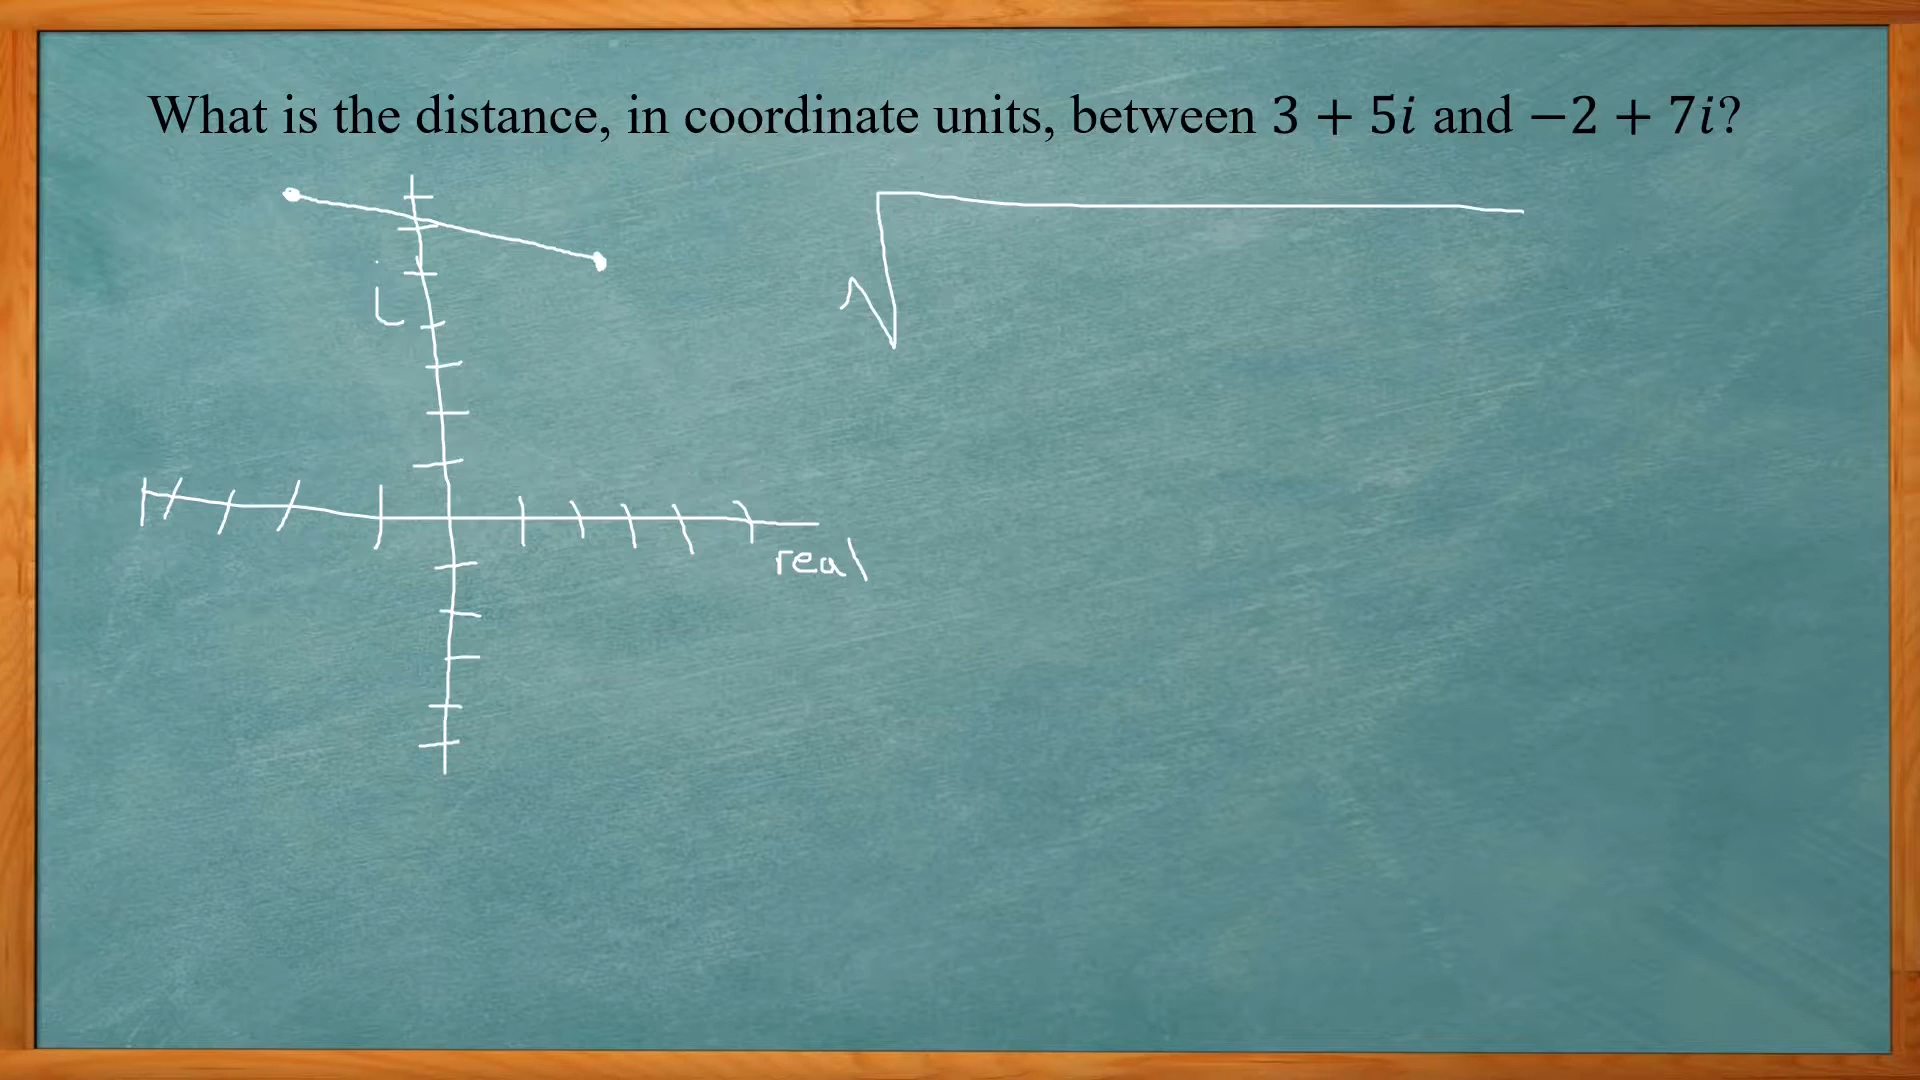 What is the distance, in coordinate units, between 3 + 5i and −2 + 7i?
i
real